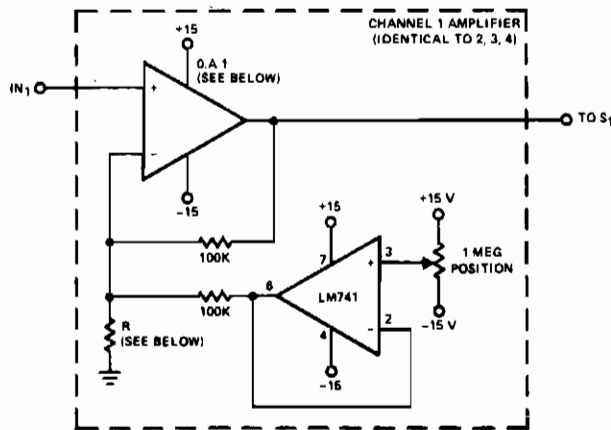 CHANNEL 1 AMPLIFIER
(IDENTICAL TO 2, 3, 4)
+15
O.A 1
(SEE BELOW)
IN1
+
−
TO S1
-15
100K
+15
+15 V
7
3
+
1 MEG
POSITION
6
LM741
100K
2
−
R
(SEE BELOW)
4
-15 V
-15